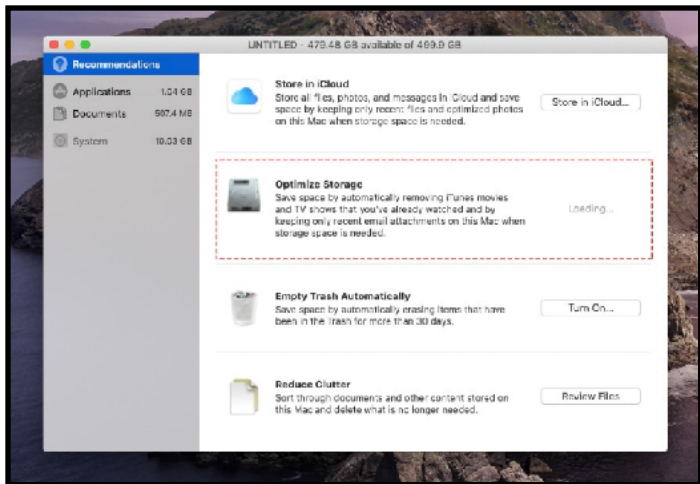 UNTITLED - 479.48 GB available of 499.9 GB
Recommendations
Applications 1.04 GB
Documents 507.4 MB
System 10.03 GB
Store in iCloud
Store all files, photos, and messages in iCloud and save
space by keeping only recent files and optimized photos
on this Mac when storage space is needed.
Store in iCloud...
Optimize Storage
Save space by automatically removing iTunes movies
and TV shows that you've already watched and by
keeping only recent email attachments on this Mac when
storage space is needed.
Loading...
Empty Trash Automatically
Save space by automatically erasing items that have
been in the Trash for more than 30 days.
Turn On...
Reduce Clutter
Sort through documents and other content stored on
this Mac and delete what is no longer needed.
Review Files